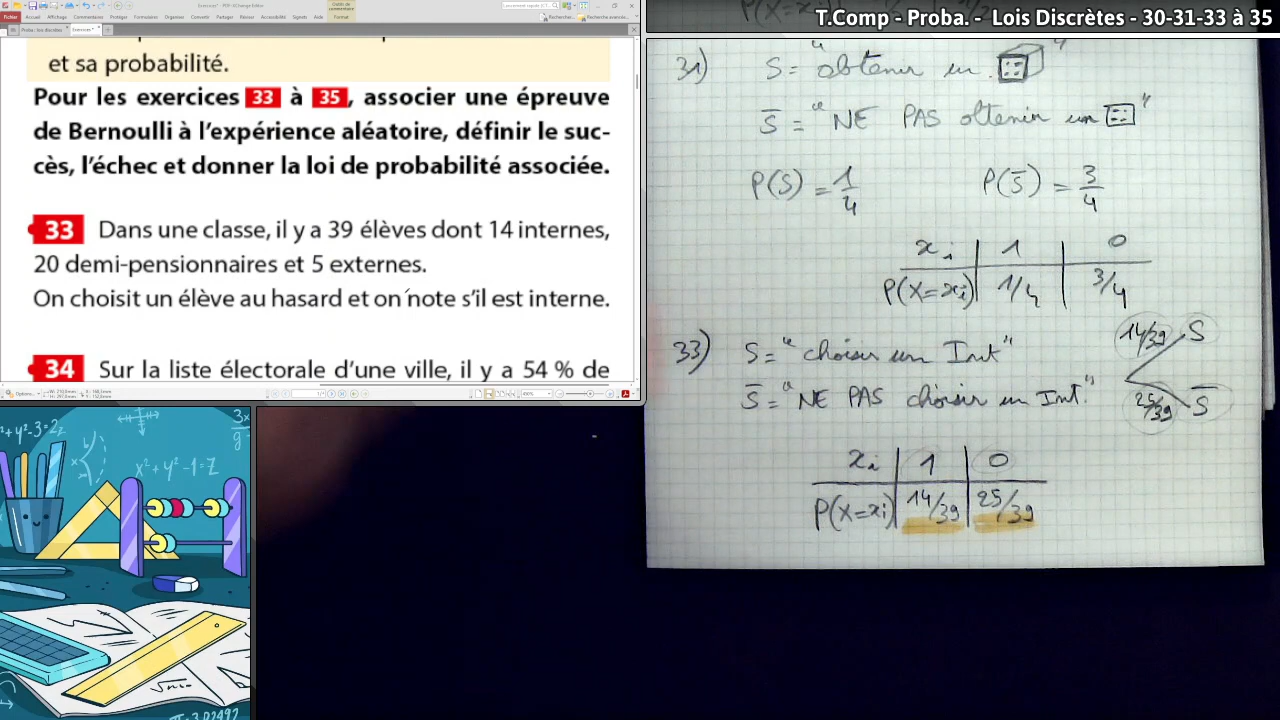 T.Comp - Proba. - Lois Discrètes - 30-31-33 à 35
et sa probabilité.
Pour les exercices 33 à 35, associer une épreuve
de Bernoulli à l'expérience aléatoire, définir le suc-
cès, l'échec et donner la loi de probabilité associée.
33 Dans une classe, il y a 39 élèves dont 14 internes,
20 demi-pensionnaires et 5 externes.
On choisit un élève au hasard et on note s'il est interne.
34 Sur la liste électorale d'une ville, il y a 54 % de
31) S = "obtenir un
S̅ = "NE PAS obtenir un "
P(S) = 1/4 P(S̅) = 3/4
xi 1 0
P(X=xi) 1/4 3/4
33) S = "choisir un Int"
S̅ = "NE PAS choisir un Int."
14/39 S
25/39 S̅
xi 1 0
P(X=xi) 14/39 25/39
x²+y²-1=z